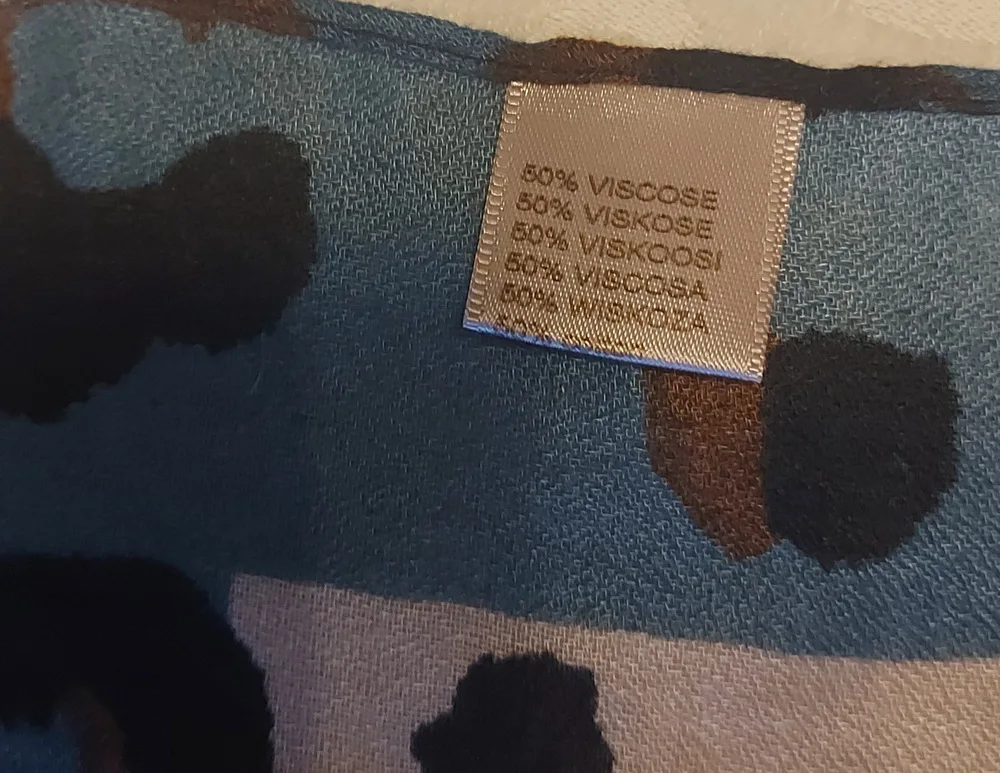 50% VISCOSE
50% VISKOSE
50% VISKOOSI
50% VISCOSA
50% WISKOZA